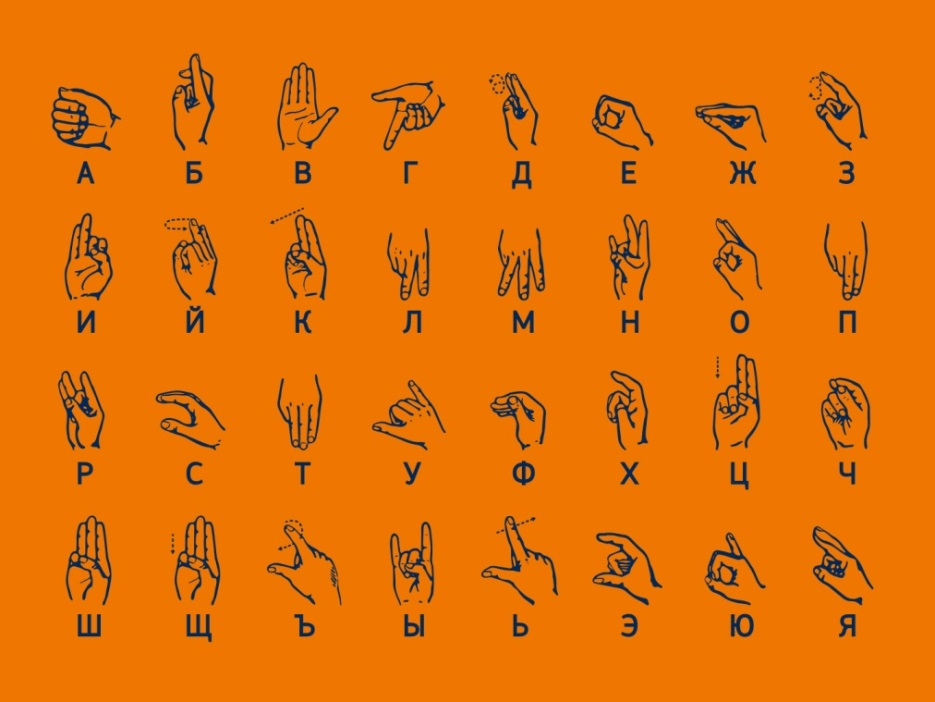 А Б В Г Д Е Ж З
И Й К Л М Н О П
Р С Т У Ф Х Ц Ч
Ш Щ Ъ Ы Ь Э Ю Я